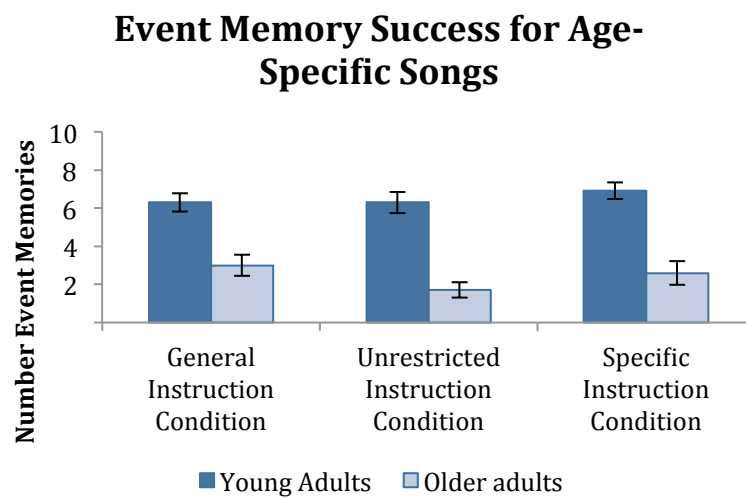 Event Memory Success for Age-
Specific Songs
Number Event Memories
10
8
6
4
2
General
Instruction
Condition
Unrestricted
Instruction
Condition
Specific
Instruction
Condition
Young Adults
Older adults